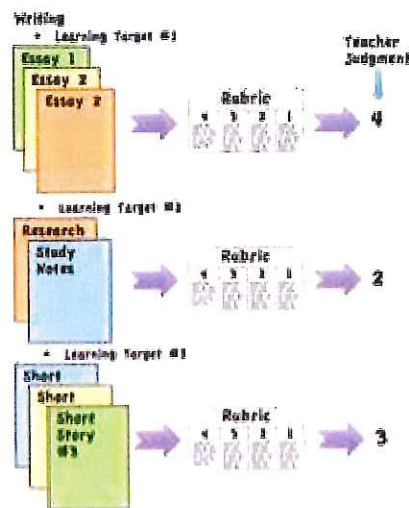 Writing
• Learning Target #1
Essay 1
Essay 2
Essay 3
Rubric
4 3 2 1
Teacher
Judgment
4
• Learning Target #2
Research
Study
Notes
Rubric
4 3 2 1
2
• Learning Target #3
Short
Short
Short
Story
#3
Rubric
4 3 2 1
3